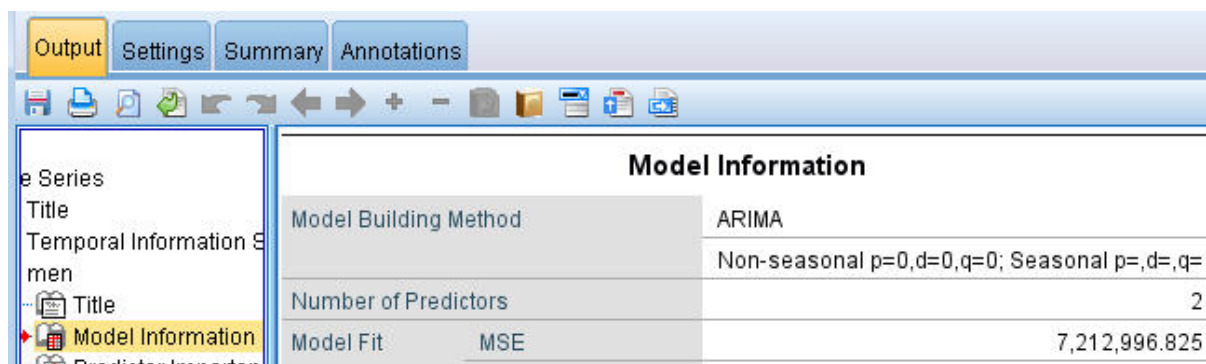 Output Settings Summary Annotations
e Series
Title
Temporal Information S
men
Title
Model Information
Model Information
Model Building Method ARIMA
Non-seasonal p=0,d=0,q=0; Seasonal p=,d=,q=
Number of Predictors 2
Model Fit MSE 7,212,996.825